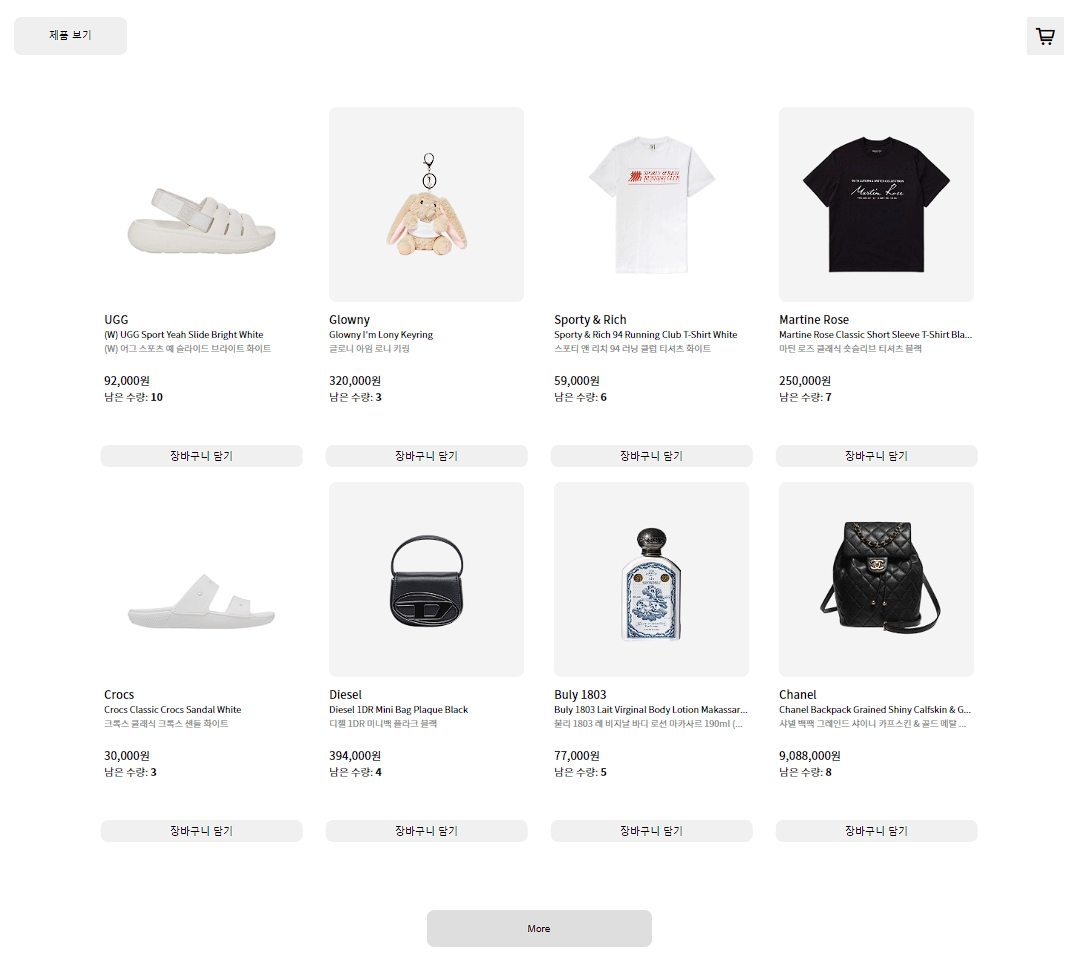 제품 보기
UGG
(W) UGG Sport Yeah Slide Bright White
(W) 어그 스포츠 예 슬라이드 브라이트 화이트
92,000원
남은 수량: 10
장바구니 담기
Glowny
Glowny I'm Lony Keyring
글로니 아임 로니 키링
320,000원
남은 수량: 3
장바구니 담기
SPORTY & RICH
RUNNING CLUB
Sporty & Rich
Sporty & Rich 94 Running Club T-Shirt White
스포티 앤 리치 94 러닝 클럽 티셔츠 화이트
59,000원
남은 수량: 6
장바구니 담기
Martine Rose
Martine Rose
Martine Rose Classic Short Sleeve T-Shirt Bla...
마틴 로즈 클래식 숏슬리브 티셔츠 블랙
250,000원
남은 수량: 7
장바구니 담기
Crocs
Crocs Classic Crocs Sandal White
크록스 클래식 크록스 샌들 화이트
30,000원
남은 수량: 3
장바구니 담기
Diesel
Diesel 1DR Mini Bag Plaque Black
디젤 1DR 미니백 플라크 블랙
394,000원
남은 수량: 4
장바구니 담기
Buly 1803
Buly 1803 Lait Virginal Body Lotion Makassar...
불리 1803 레 비지날 바디 로션 마카사르 190ml (...
77,000원
남은 수량: 5
장바구니 담기
Chanel
Chanel Backpack Grained Shiny Calfskin & G...
샤넬 백팩 그레인드 샤이니 카프스킨 & 골드 메탈 ...
9,088,000원
남은 수량: 8
장바구니 담기
More